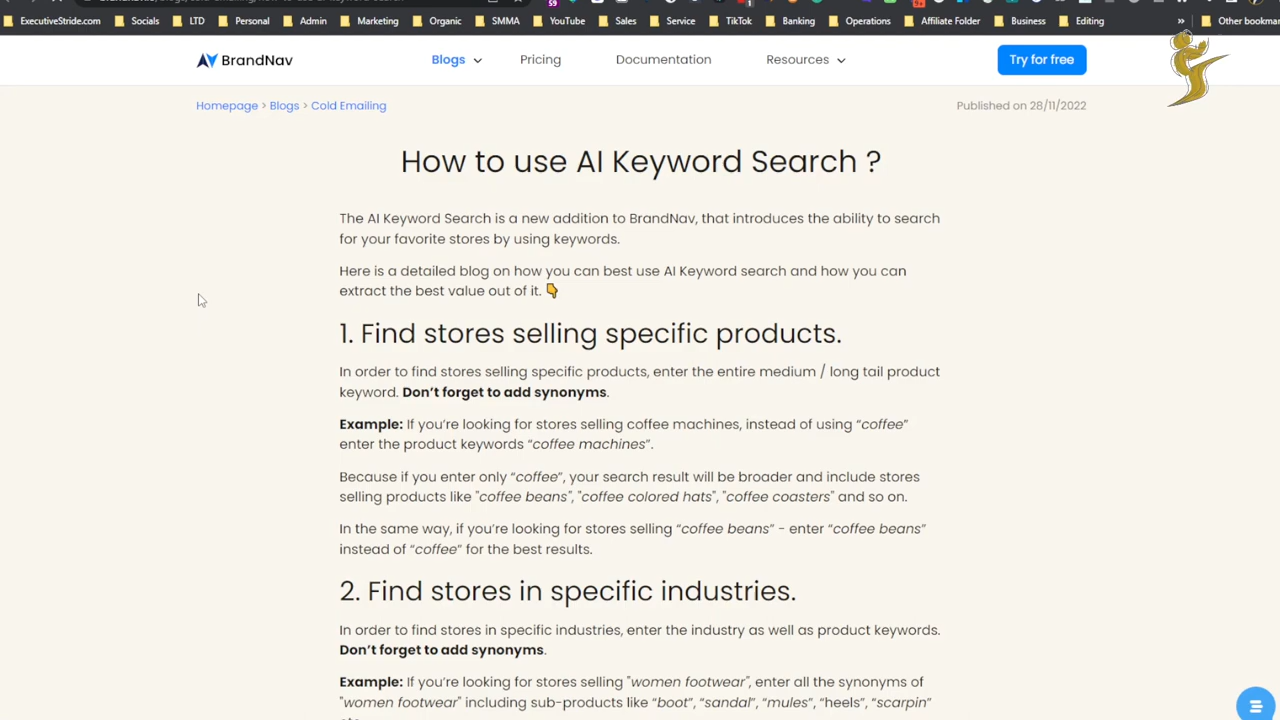 ExecutiveStride.com Socials LTD Personal Admin Marketing Organic SMMA YouTube Sales Service TikTok Banking Operations Affiliate Folder Business Editing » Other bookmar
BrandNav Blogs Pricing Documentation Resources Try for free
Homepage > Blogs > Cold Emailing Published on 28/11/2022
How to use AI Keyword Search ?
The AI Keyword Search is a new addition to BrandNav, that introduces the ability to search
for your favorite stores by using keywords.
Here is a detailed blog on how you can best use AI Keyword search and how you can
extract the best value out of it. 👇
1. Find stores selling specific products.
In order to find stores selling specific products, enter the entire medium / long tail product
keyword. Don’t forget to add synonyms.
Example: If you’re looking for stores selling coffee machines, instead of using “coffee”
enter the product keywords “coffee machines”.
Because if you enter only “coffee”, your search result will be broader and include stores
selling products like "coffee beans", "coffee colored hats", "coffee coasters" and so on.
In the same way, if you’re looking for stores selling “coffee beans” - enter “coffee beans”
instead of “coffee” for the best results.
2. Find stores in specific industries.
In order to find stores in specific industries, enter the industry as well as product keywords.
Don’t forget to add synonyms.
Example: If you’re looking for stores selling "women footwear", enter all the synonyms of
"women footwear" including sub-products like “boot”, “sandal”, “mules”, “heels”, “scarpin”